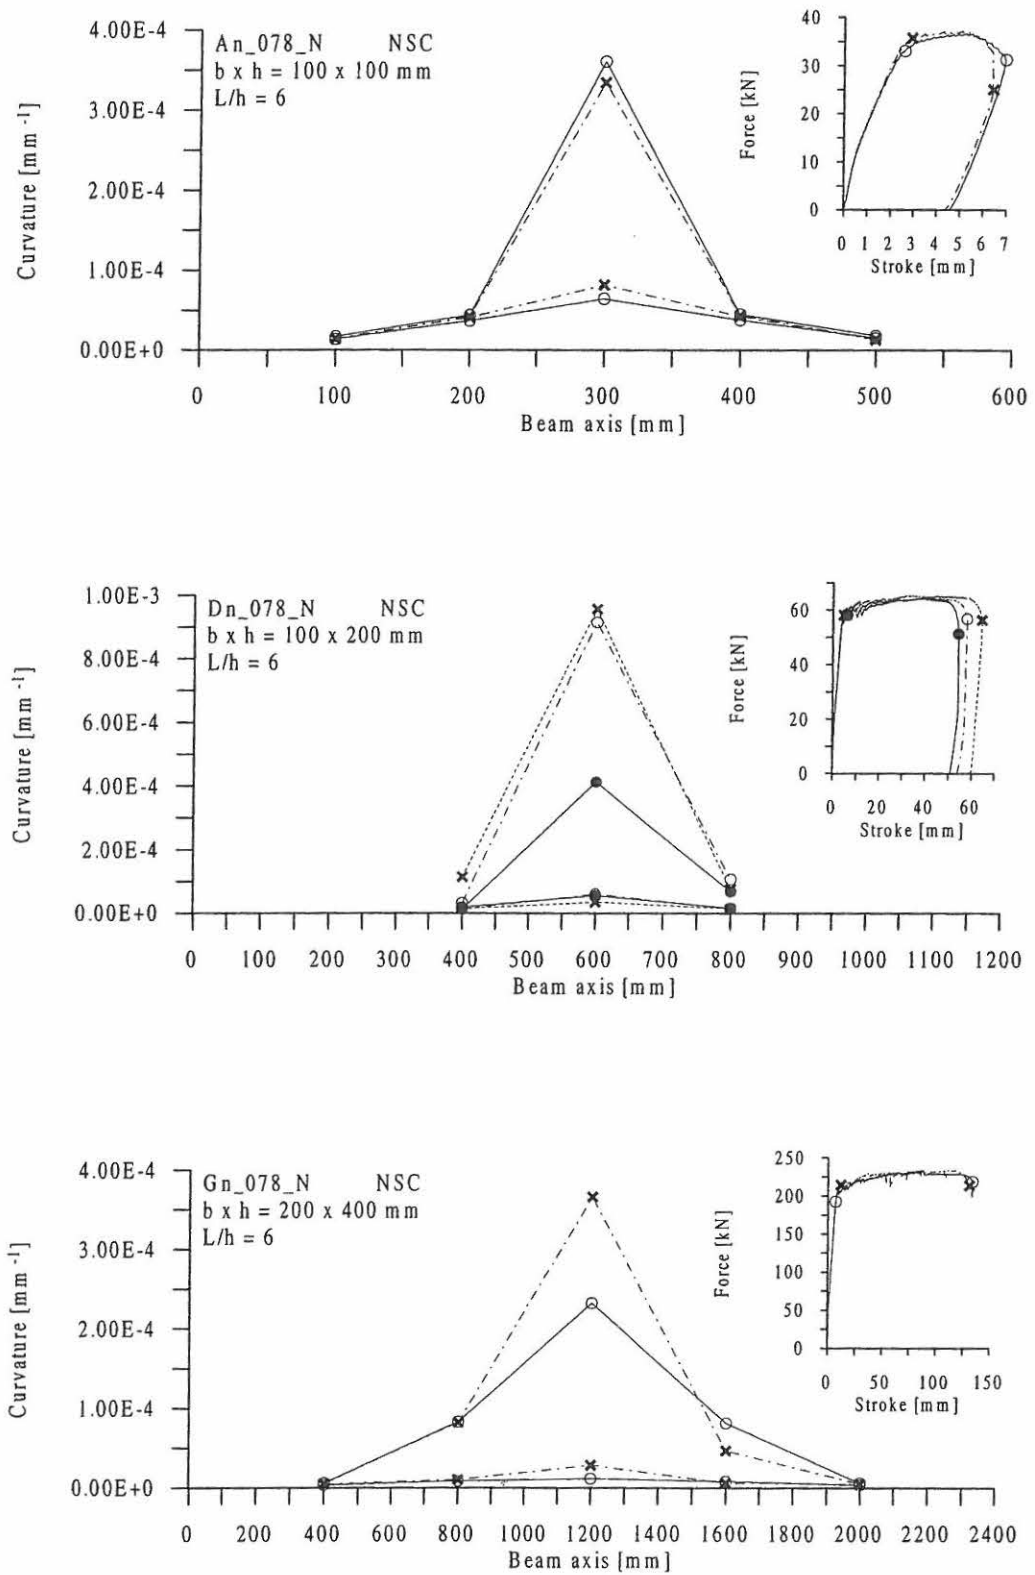 An_078_N NSC
b x h = 100 x 100 mm
L/h = 6
Curvature [mm -1]
4.00E-4
3.00E-4
2.00E-4
1.00E-4
0.00E+0
0 100 200 300 400 500 600
Beam axis [mm]
Force [kN]
40
30
20
10
0
0 1 2 3 4 5 6 7
Stroke [mm]
Dn_078_N NSC
b x h = 100 x 200 mm
L/h = 6
Curvature [mm -1]
1.00E-3
8.00E-4
6.00E-4
4.00E-4
2.00E-4
0.00E+0
0 100 200 300 400 500 600 700 800 900 1000 1100 1200
Beam axis [mm]
Force [kN]
60
40
20
0
0 20 40 60
Stroke [mm]
Gn_078_N NSC
b x h = 200 x 400 mm
L/h = 6
Curvature [mm -1]
4.00E-4
3.00E-4
2.00E-4
1.00E-4
0.00E+0
0 200 400 600 800 1000 1200 1400 1600 1800 2000 2200 2400
Beam axis [mm]
Force [kN]
250
200
150
100
50
0
0 50 100 150
Stroke [mm]